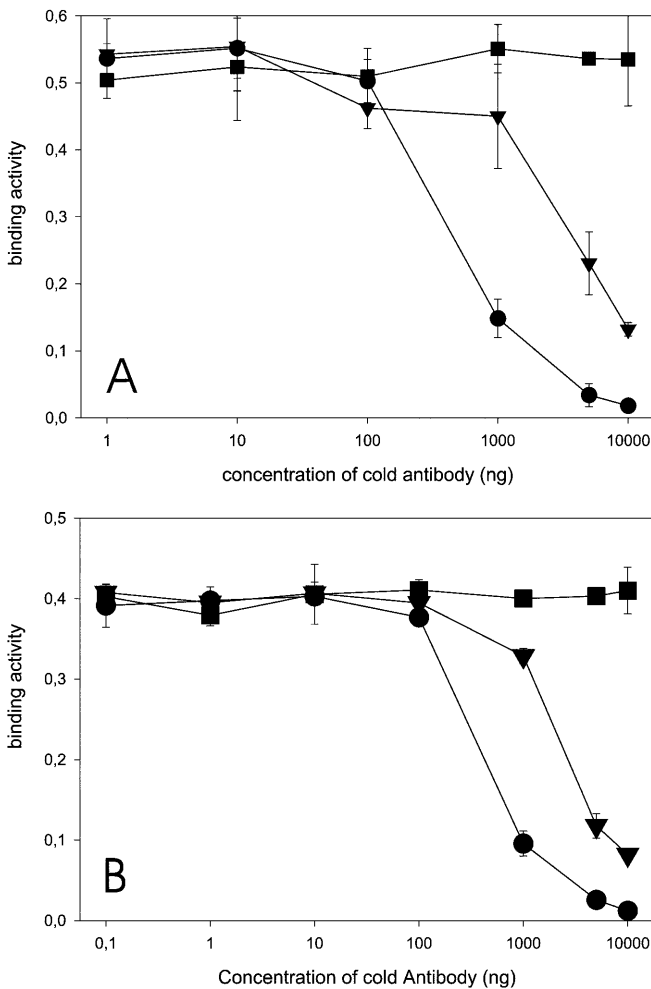 0,6
0,5
0,4
0,3
0,2
0,1
0,0
binding activity
A
1 10 100 1000 10000
concentration of cold antibody (ng)
0,5
0,4
0,3
0,2
0,1
0,0
binding activity
B
0,1 1 10 100 1000 10000
Concentration of cold Antibody (ng)